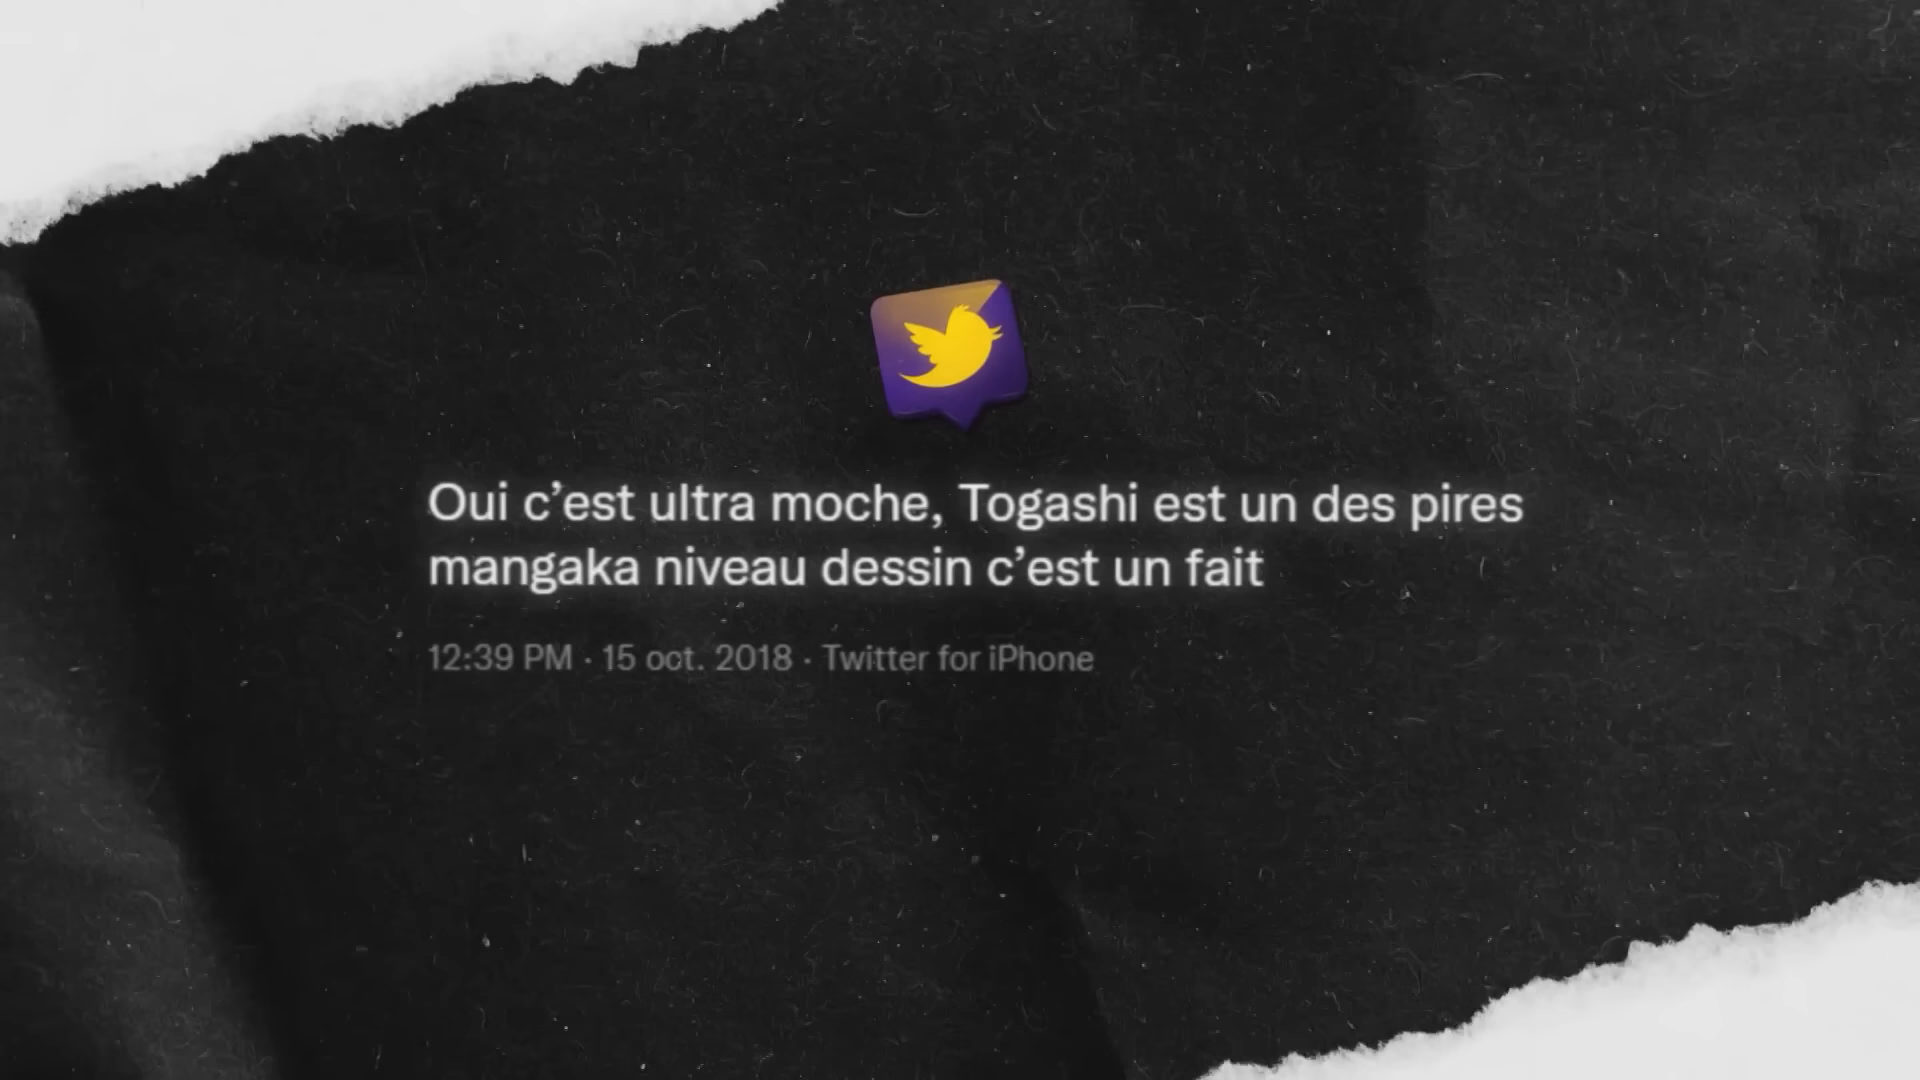 Oui c’est ultra moche, Togashi est un des pires
mangaka niveau dessin c’est un fait
12:39 PM · 15 oct. 2018 · Twitter for iPhone